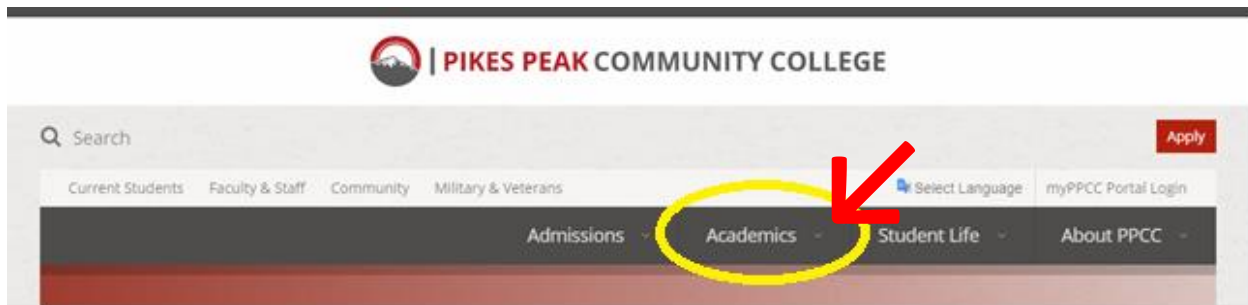 | PIKES PEAK COMMUNITY COLLEGE
Search
Apply
Current Students Faculty & Staff Community Military & Veterans Select Language myPPCC Portal Login
Admissions Academics Student Life About PPCC